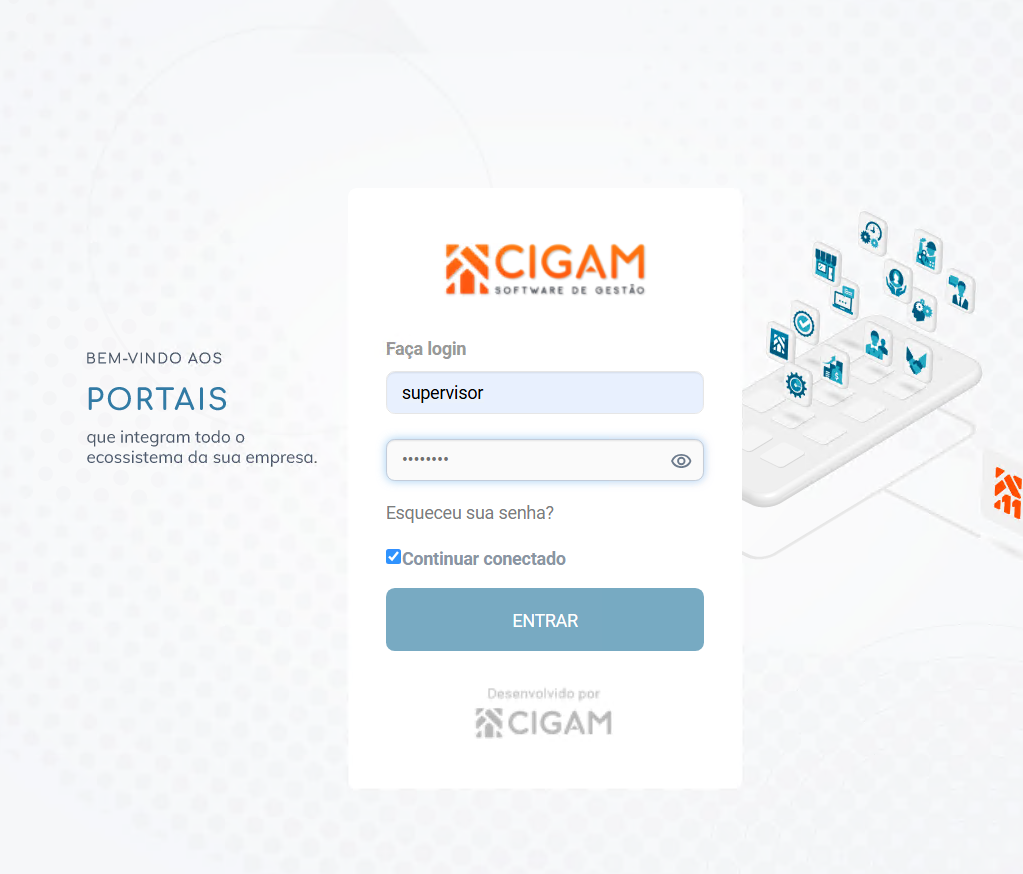 CIGAM
SOFTWARE DE GESTÃO
BEM-VINDO AOS
PORTAIS
que integram todo o
ecossistema da sua empresa.
Faça login
supervisor
••••••••
Esqueceu sua senha?
Continuar conectado
ENTRAR
Desenvolvido por
CIGAM